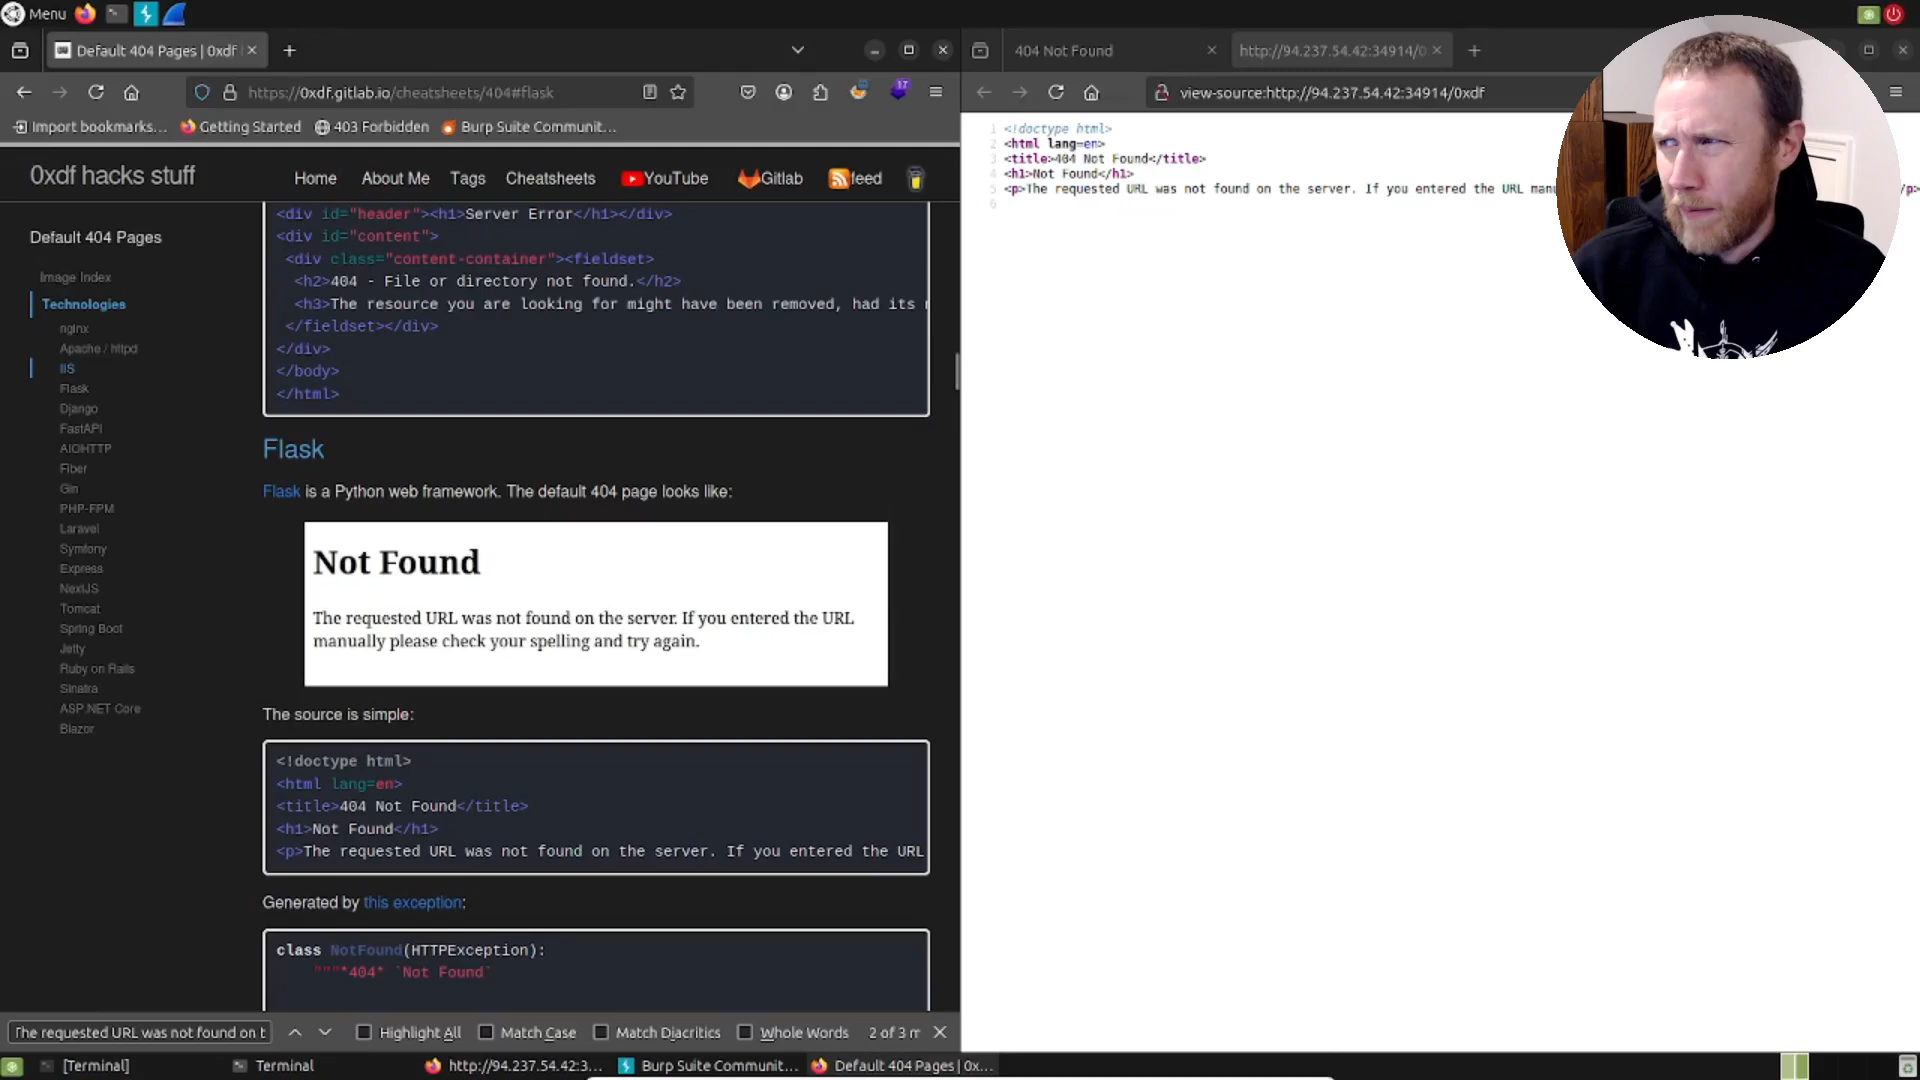 Menu
Default 404 Pages | 0xdf
404 Not Found
http://94.237.54.42:34914/0
https://0xdf.gitlab.io/cheatsheets/404#flask
17
view-source:http://94.237.54.42:34914/0xdf
Import bookmarks...
Getting Started
403 Forbidden
Burp Suite Communit...
0xdf hacks stuff
Home
About Me
Tags
Cheatsheets
YouTube
Gitlab
feed
Default 404 Pages
Image Index
Technologies
nginx
Apache / httpd
IIS
Flask
Django
FastAPI
AIOHTTP
Fiber
Gin
PHP-FPM
Laravel
Symfony
Express
NextJS
Tomcat
Spring Boot
Jetty
Ruby on Rails
Sinatra
ASP.NET Core
Blazor
<div id="header"><h1>Server Error</h1></div>
<div id="content">
<div class="content-container"><fieldset>
<h2>404 - File or directory not found.</h2>
<h3>The resource you are looking for might have been removed, had its
</fieldset></div>
</div>
</body>
</html>
Flask
Flask is a Python web framework. The default 404 page looks like:
Not Found
The requested URL was not found on the server. If you entered the URL
manually please check your spelling and try again.
The source is simple:
<!doctype html>
<html lang=en>
<title>404 Not Found</title>
<h1>Not Found</h1>
<p>The requested URL was not found on the server. If you entered the URL
Generated by this exception:
class NotFound(HTTPException):
"""*404* `Not Found`
1 <!doctype html>
2 <html lang=en>
3 <title>404 Not Found</title>
4 <h1>Not Found</h1>
5 <p>The requested URL was not found on the server. If you entered the URL manu /p>
6
The requested URL was not found on t
Highlight All
Match Case
Match Diacritics
Whole Words
2 of 3 m
[Terminal]
Terminal
http://94.237.54.42:3...
Burp Suite Communit...
Default 404 Pages | 0x...